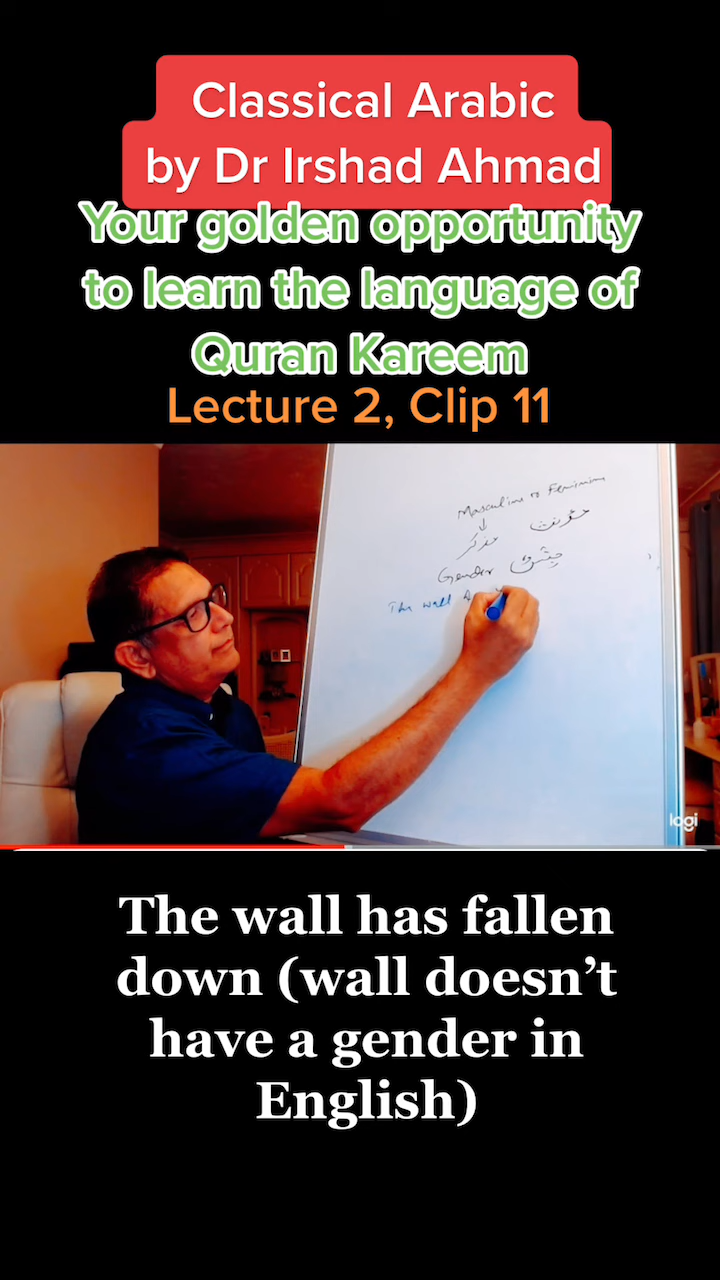 Classical Arabic
by Dr Irshad Ahmad
Your golden opportunity
to learn the language of
Quran Kareem
Lecture 2, Clip 11
Masculine or Feminine
مذکر مؤنث
Gender جنس
The wall
logi
The wall has fallen
down (wall doesn’t
have a gender in
English)